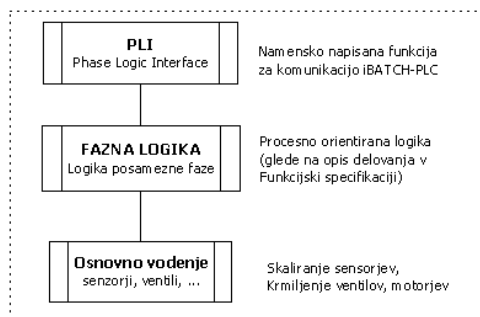 PLI
Phase Logic Interface
Namensko napisana funkcija
za komunikacijo iBATCH-PLC
FAZNA LOGIKA
Logika posamezne faze
Procesno orientirana logika
(glede na opis delovanja v
Funkcijski specifikaciji)
Osnovno vodenje
senzorji, ventili, ...
Skaliranje sensorjev,
Krmiljenje ventilov, motorjev